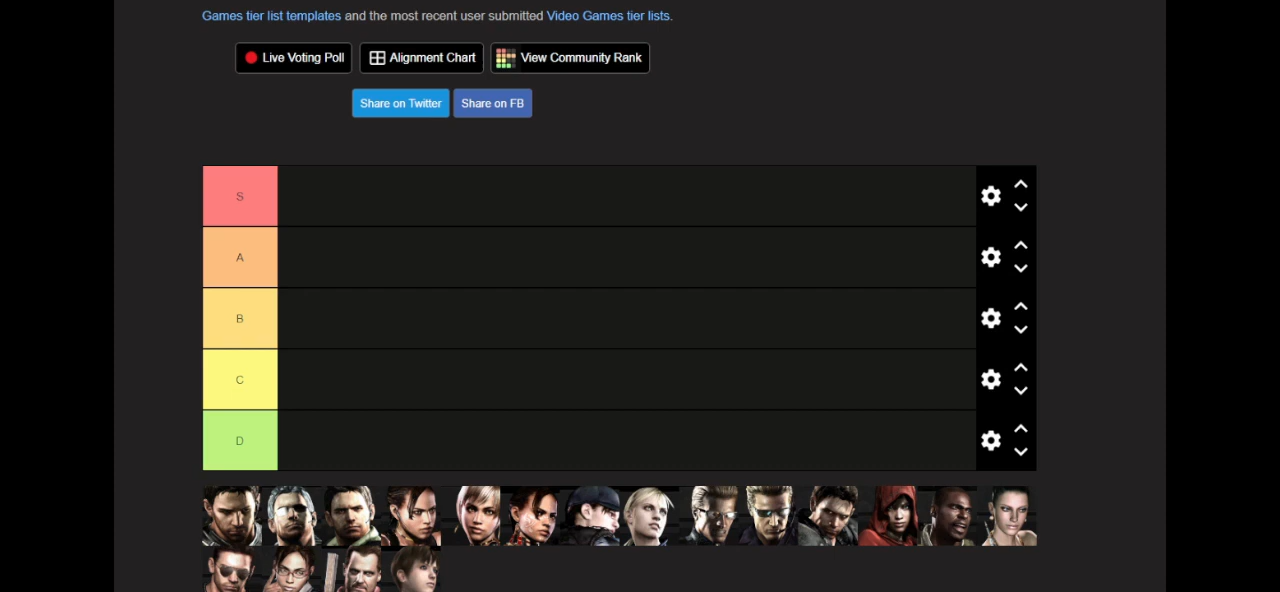 Games tier list templates and the most recent user submitted Video Games tier lists.
Live Voting Poll Alignment Chart View Community Rank
Share on Twitter Share on FB
S
A
B
C
D